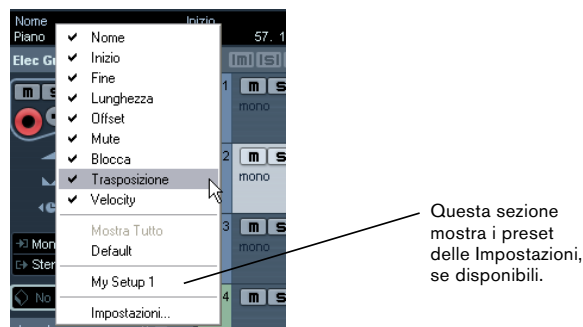 Nome Inizio
Piano 57. 1
Elec Gu
m s
Nome
Inizio
Fine
Lunghezza
Offset
Mute
Blocca
Trasposizione
Velocity
Mostra Tutto
Default
My Setup 1
Impostazioni...
Mon
Ster
No
m s
1 m s
mono
2 m s
mono
3 m s
mono
4 m s
Questa sezione
mostra i preset
delle Impostazioni,
se disponibili.